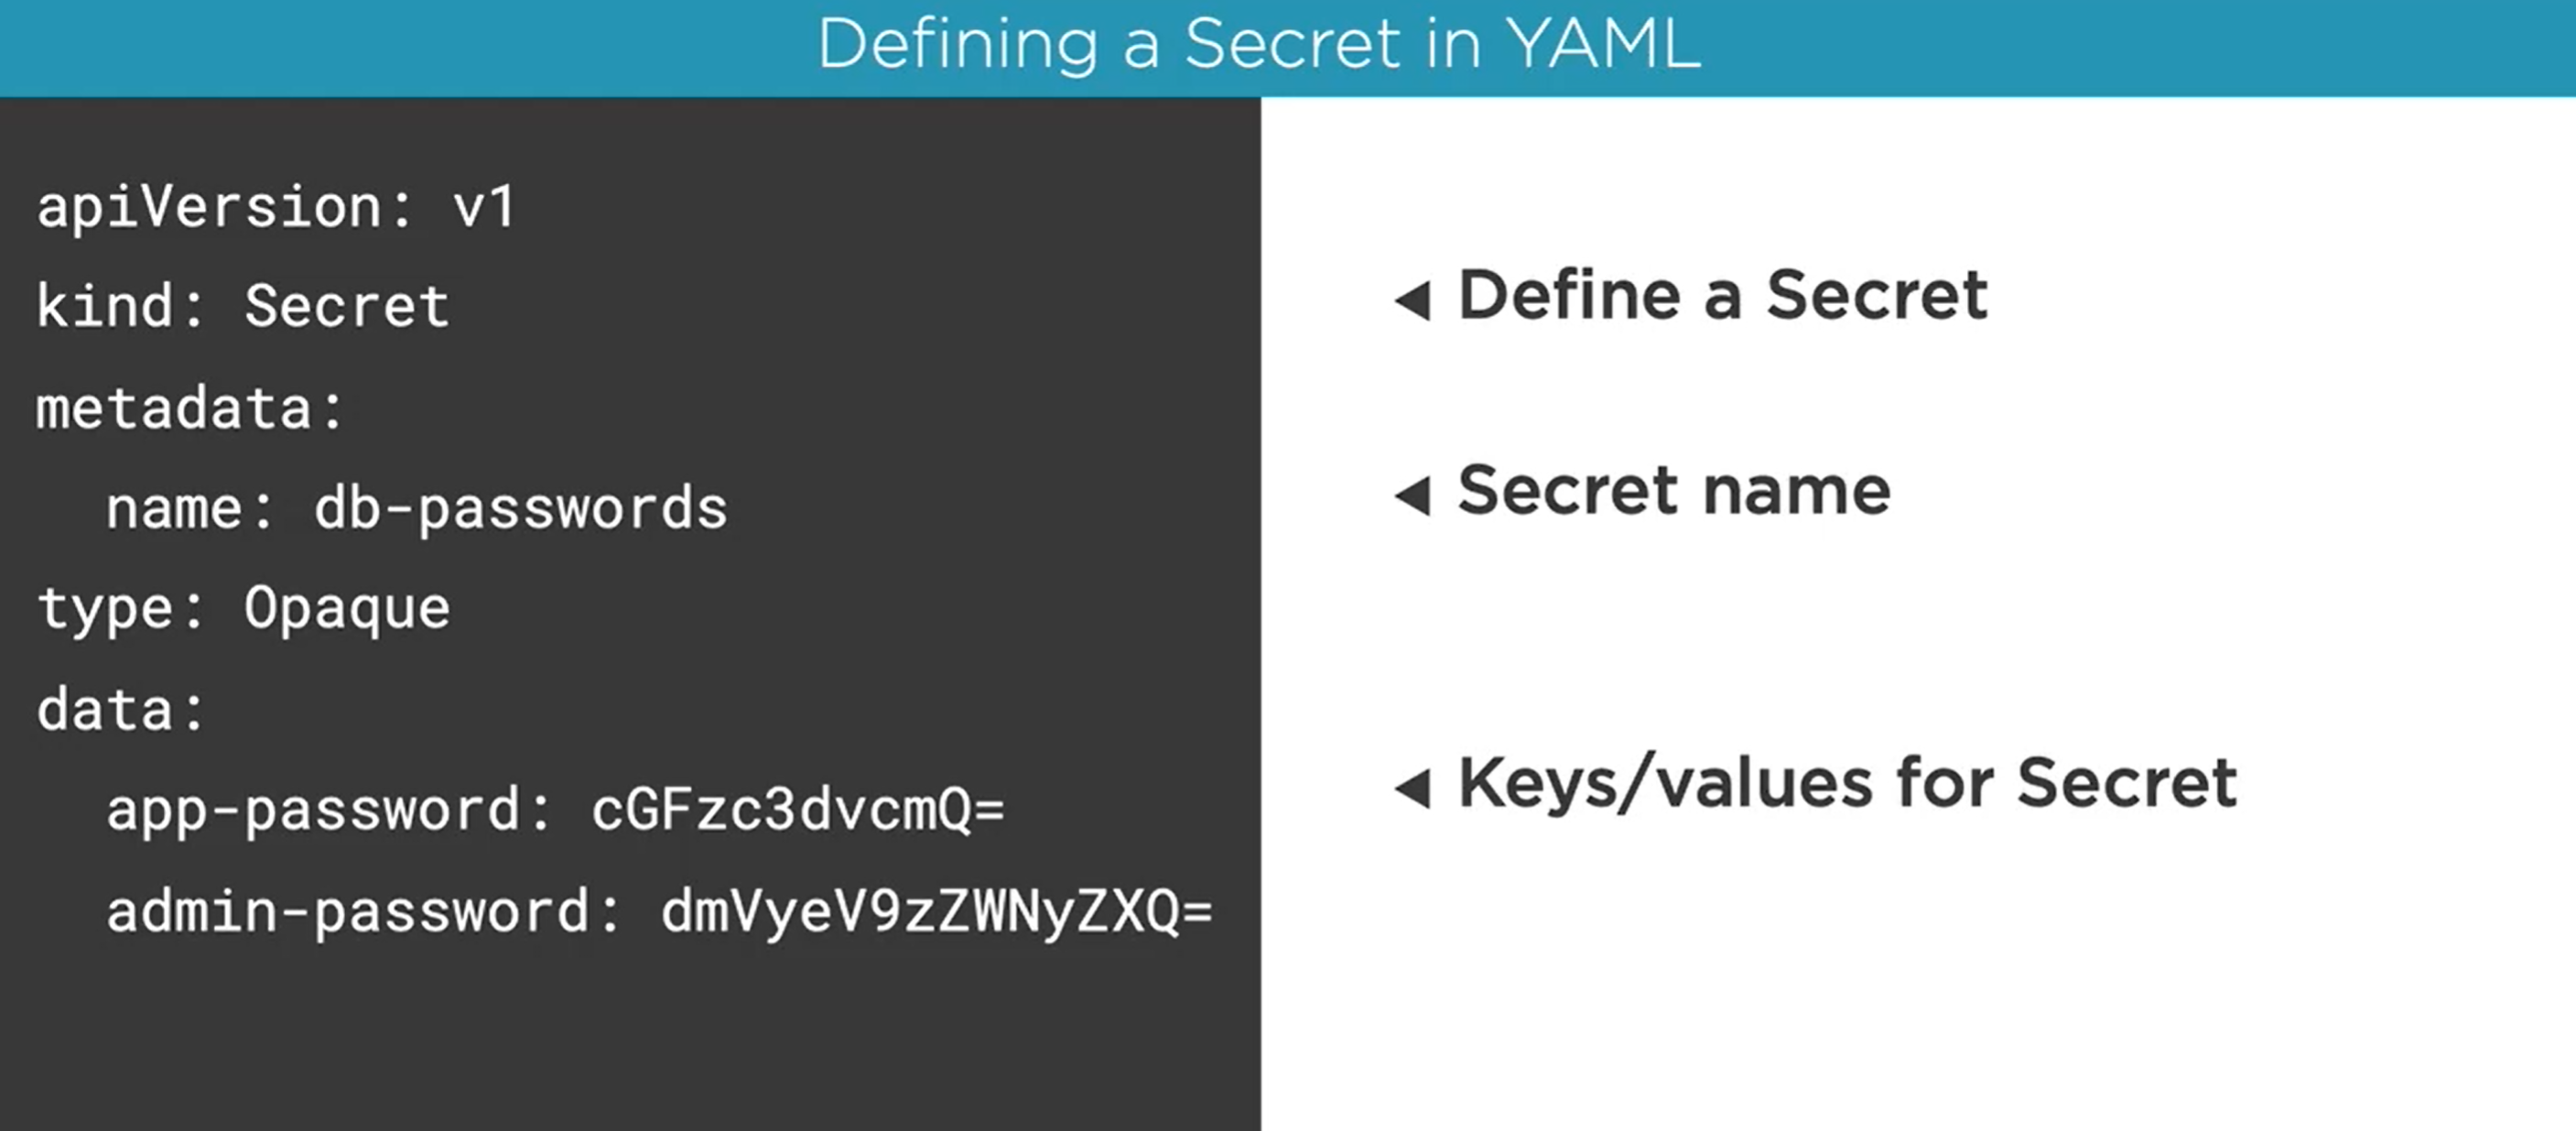 Defining a Secret in YAML
apiVersion: v1
kind: Secret
metadata:
  name: db-passwords
type: Opaque
data:
  app-password: cGFzc3dvcmQ=
  admin-password: dmVyeV9zZWNyZXQ=
◄ Define a Secret
◄ Secret name
◄ Keys/values for Secret